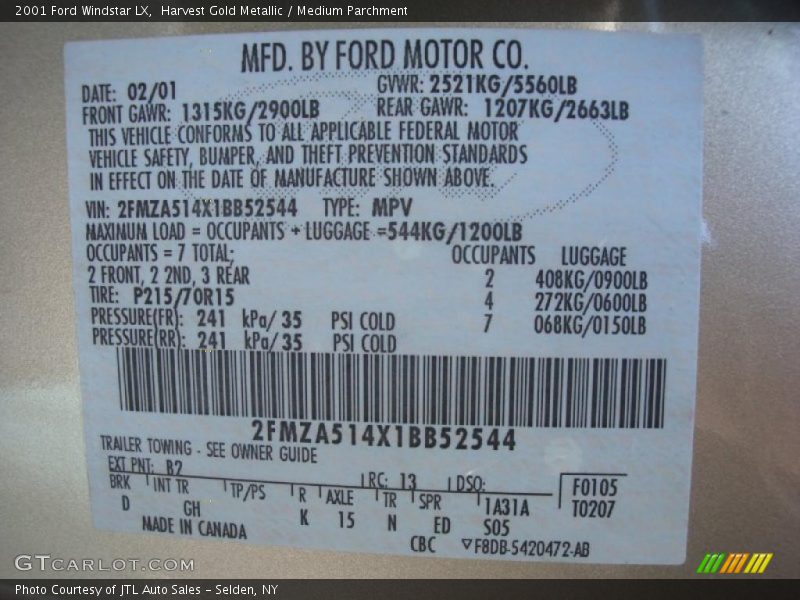 2001 Ford Windstar LX, Harvest Gold Metallic / Medium Parchment
MFD. BY FORD MOTOR CO.
DATE: 02/01 GVWR: 2521KG/5560LB
FRONT GAWR: 1315KG/2900LB REAR GAWR: 1207KG/2663LB
THIS VEHICLE CONFORMS TO ALL APPLICABLE FEDERAL MOTOR
VEHICLE SAFETY, BUMPER, AND THEFT PREVENTION STANDARDS
IN EFFECT ON THE DATE OF MANUFACTURE SHOWN ABOVE.
VIN: 2FMZA514X1BB52544 TYPE: MPV
MAXIMUM LOAD = OCCUPANTS + LUGGAGE =544KG/1200LB
OCCUPANTS = 7 TOTAL; OCCUPANTS LUGGAGE
2 FRONT, 2 2ND, 3 REAR 2 408KG/0900LB
TIRE: P215/70R15 4 272KG/0600LB
PRESSURE(FR): 241 kPa/ 35 PSI COLD 7 068KG/0150LB
PRESSURE(RR): 241 kPa/ 35 PSI COLD
2FMZA514X1BB52544
TRAILER TOWING - SEE OWNER GUIDE
EXT PNT: B2 RC: 13 DSO: F0105
BRK INT TR TP/PS R AXLE TR SPR 1A31A T0207
D GH K 15 N ED S05
MADE IN CANADA CBC ▽F8DB-5420472-AB
GTCARLOT.COM
Photo Courtesy of JTL Auto Sales - Selden, NY